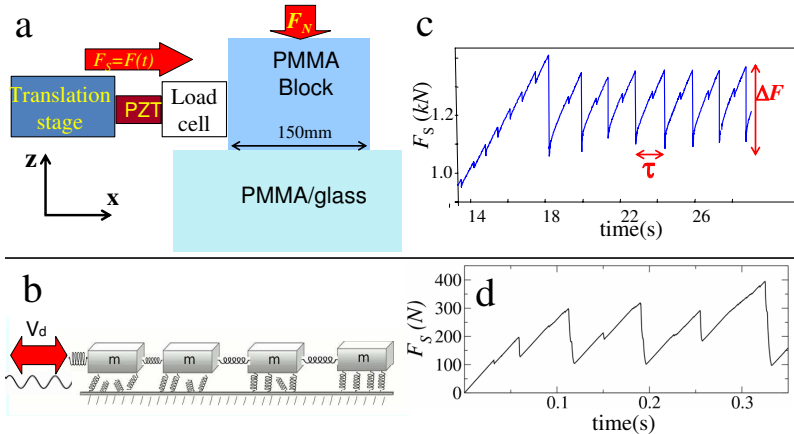 a
F_N
F_S=F(t)
PMMA
Block
Translation
stage
PZT
Load
cell
150mm
z
x
PMMA/glass
c
F_S (kN)
1.2
1.0
ΔF
τ
14
18
22
26
time(s)
b
V_d
m
m
m
m
d
F_S (N)
400
300
200
100
0
0.1
0.2
0.3
time(s)